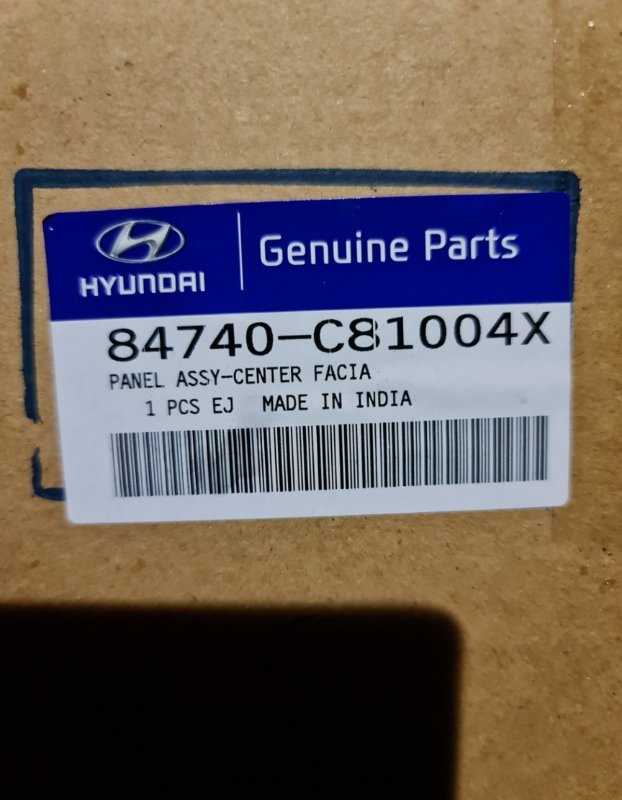 HYUNDAI
Genuine Parts
84740-C81004X
PANEL ASSY-CENTER FACIA
1 PCS EJ MADE IN INDIA